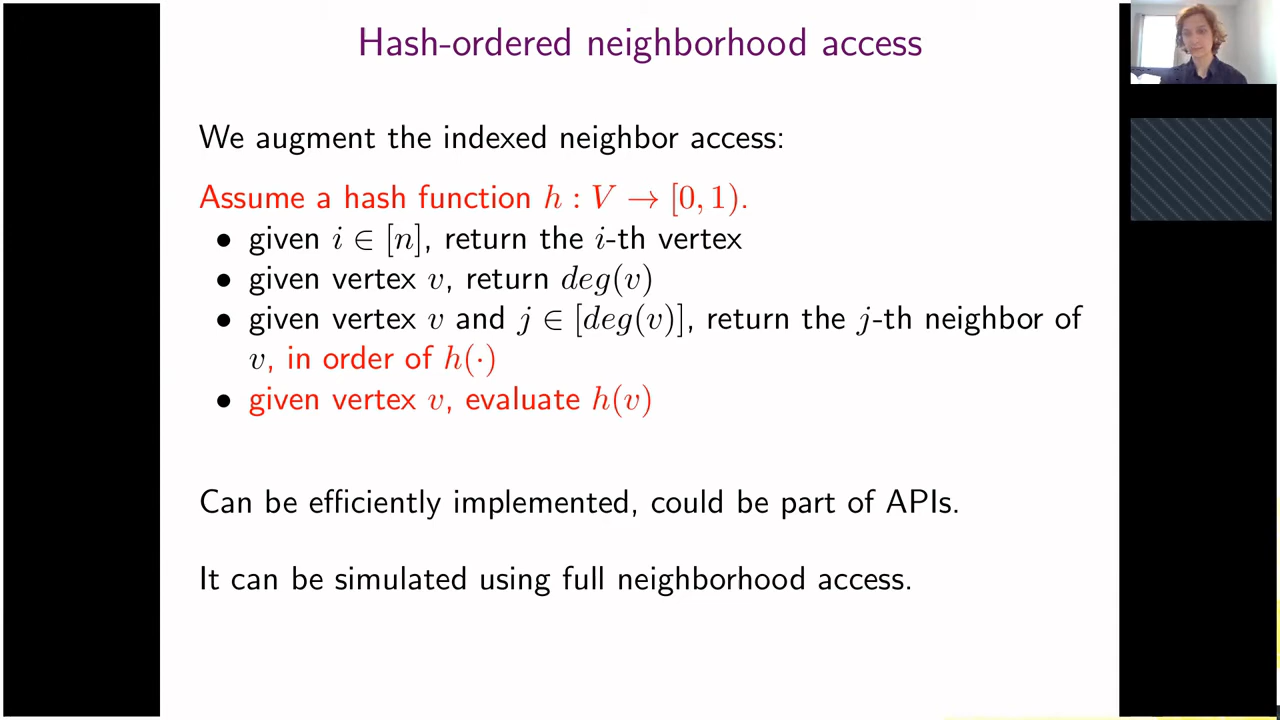 Hash-ordered neighborhood access
We augment the indexed neighbor access:
Assume a hash function h : V → [0, 1).
• given i ∈ [n], return the i-th vertex
• given vertex v, return deg(v)
• given vertex v and j ∈ [deg(v)], return the j-th neighbor of
v, in order of h(·)
• given vertex v, evaluate h(v)
Can be efficiently implemented, could be part of APIs.
It can be simulated using full neighborhood access.